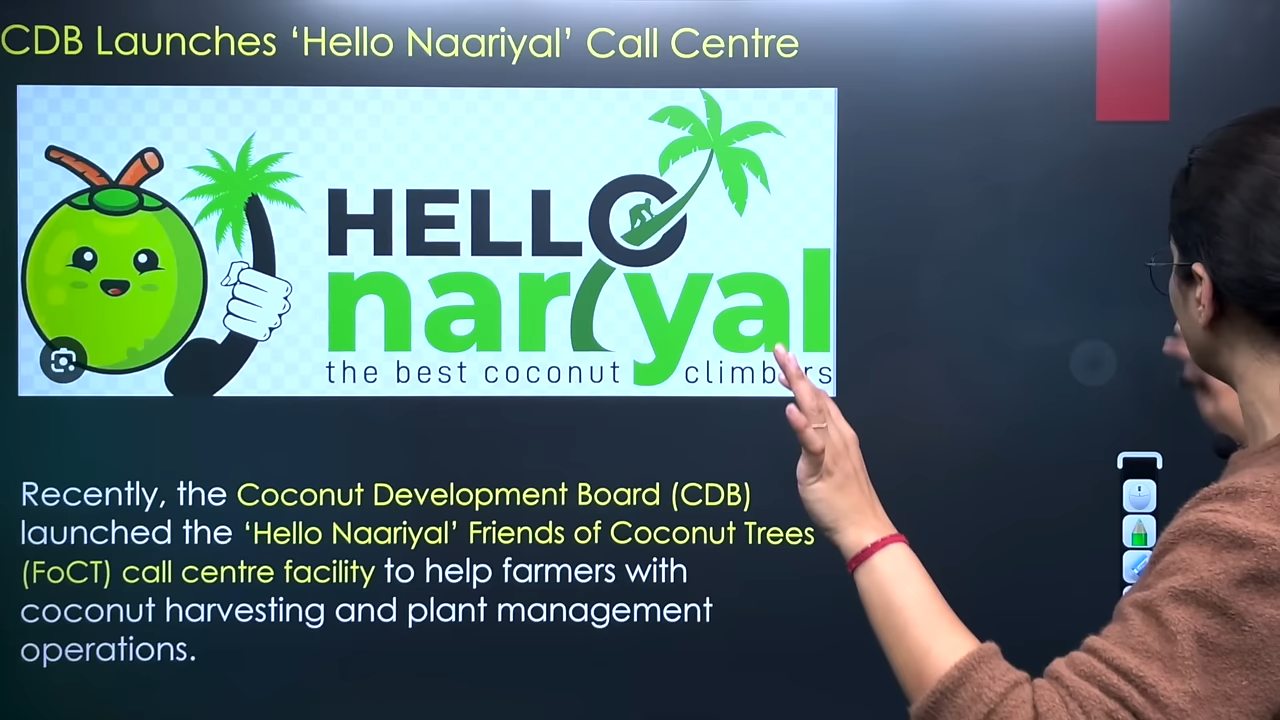 CDB Launches ‘Hello Naariyal’ Call Centre
HELLO
nariyal
the best coconut climbers
Recently, the Coconut Development Board (CDB)
launched the ‘Hello Naariyal’ Friends of Coconut Trees
(FoCT) call centre facility to help farmers with
coconut harvesting and plant management
operations.